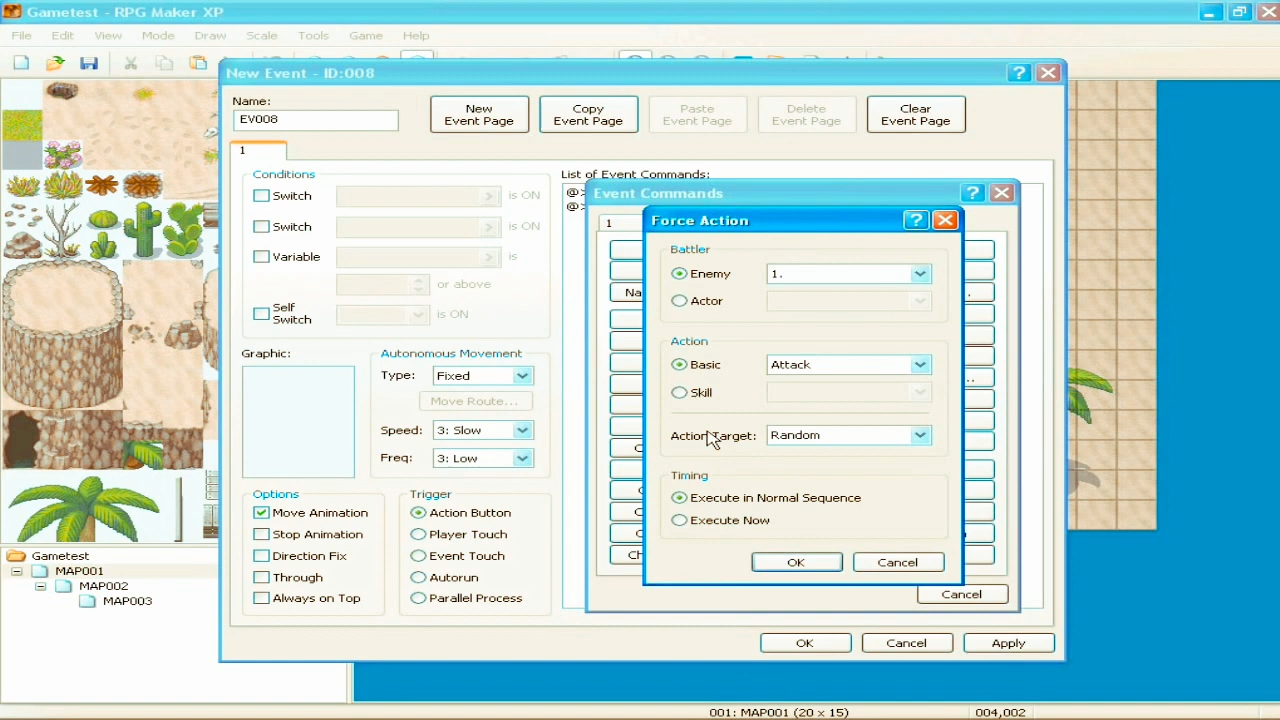 Gametest - RPG Maker XP
File Edit View Mode Draw Scale Tools Game Help
New Event - ID:008
Name:
EV008
New
Event Page
Copy
Event Page
Paste
Event Page
Delete
Event Page
Clear
Event Page
1
Conditions
Switch is ON
Switch is ON
Variable is
or above
Self
Switch
is ON
Graphic:
Autonomous Movement
Type: Fixed
Move Route...
Speed: 3: Slow
Freq: 3: Low
Options
Move Animation
Stop Animation
Direction Fix
Through
Always on Top
Trigger
Action Button
Player Touch
Event Touch
Autorun
Parallel Process
List of Event Commands:
@>
@>
Event Commands
1
Na
Force Action
Battler
Enemy 1.
Actor
Action
Basic Attack
Skill
Action Target: Random
Timing
Execute in Normal Sequence
Execute Now
OK Cancel
Cancel
OK Cancel Apply
Gametest
MAP001
MAP002
MAP003
001: MAP001 (20 x 15) 004,002